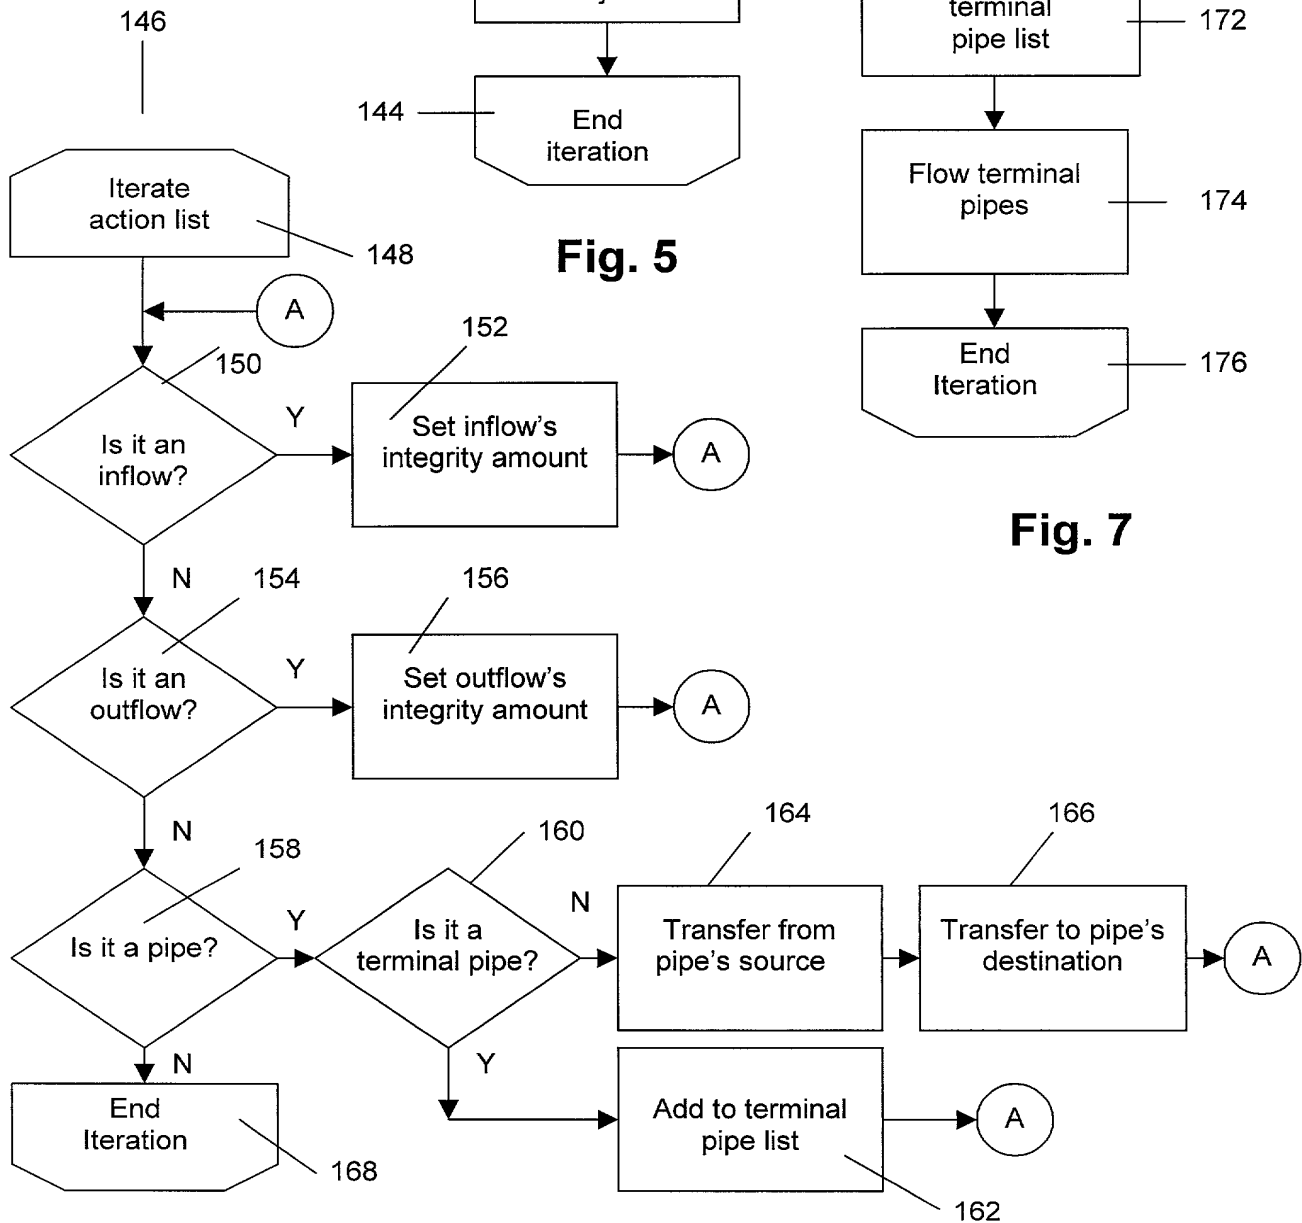 146
terminal
pipe list
172
144
End
iteration
Iterate
action list
148
Fig. 5
Flow terminal
pipes
174
A
150
152
End
Iteration
176
Y
Set inflow's
integrity amount
A
Is it an
inflow?
Fig. 7
N
154
156
Is it an
outflow?
Y
Set outflow's
integrity amount
A
N
158
160
164
166
Is it a pipe?
Y
Is it a
terminal pipe?
N
Transfer from
pipe's source
Transfer to pipe's
destination
A
N
Y
End
Iteration
168
Add to terminal
pipe list
A
162